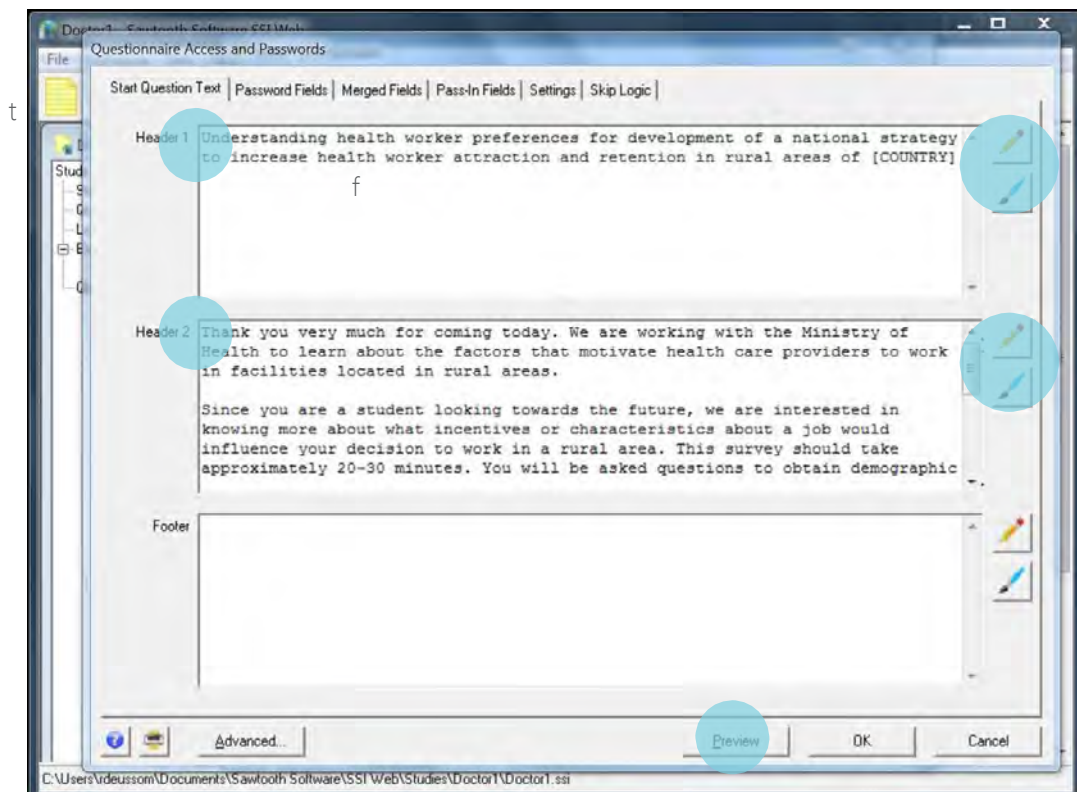 Doctor1 - Sawtooth Software SSI Web
Questionnaire Access and Passwords
File
Start Question Text | Password Fields | Merged Fields | Pass-In Fields | Settings | Skip Logic |
t
Header 1
Understanding health worker preferences for development of a national strategy
to increase health worker attraction and retention in rural areas of [COUNTRY]
f
Stud
Header 2
Thank you very much for coming today. We are working with the Ministry of
Health to learn about the factors that motivate health care providers to work
in facilities located in rural areas.
Since you are a student looking towards the future, we are interested in
knowing more about what incentives or characteristics about a job would
influence your decision to work in a rural area. This survey should take
approximately 20-30 minutes. You will be asked questions to obtain demographic
Footer
Advanced...
Preview
OK
Cancel
C:\Users\rdeussom\Documents\Sawtooth Software\SSI Web\Studies\Doctor1\Doctor1.ssi